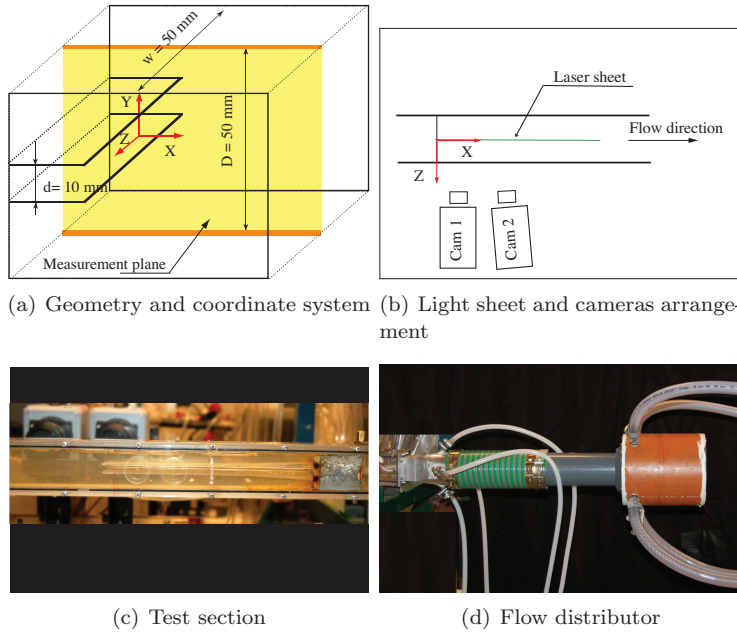 w = 50 mm
Y
Z
X
D = 50 mm
d= 10 mm
Measurement plane
Laser sheet
Flow direction
X
Z
Cam 1
Cam 2
(a) Geometry and coordinate system
(b) Light sheet and cameras arrange-
ment
(c) Test section
(d) Flow distributor